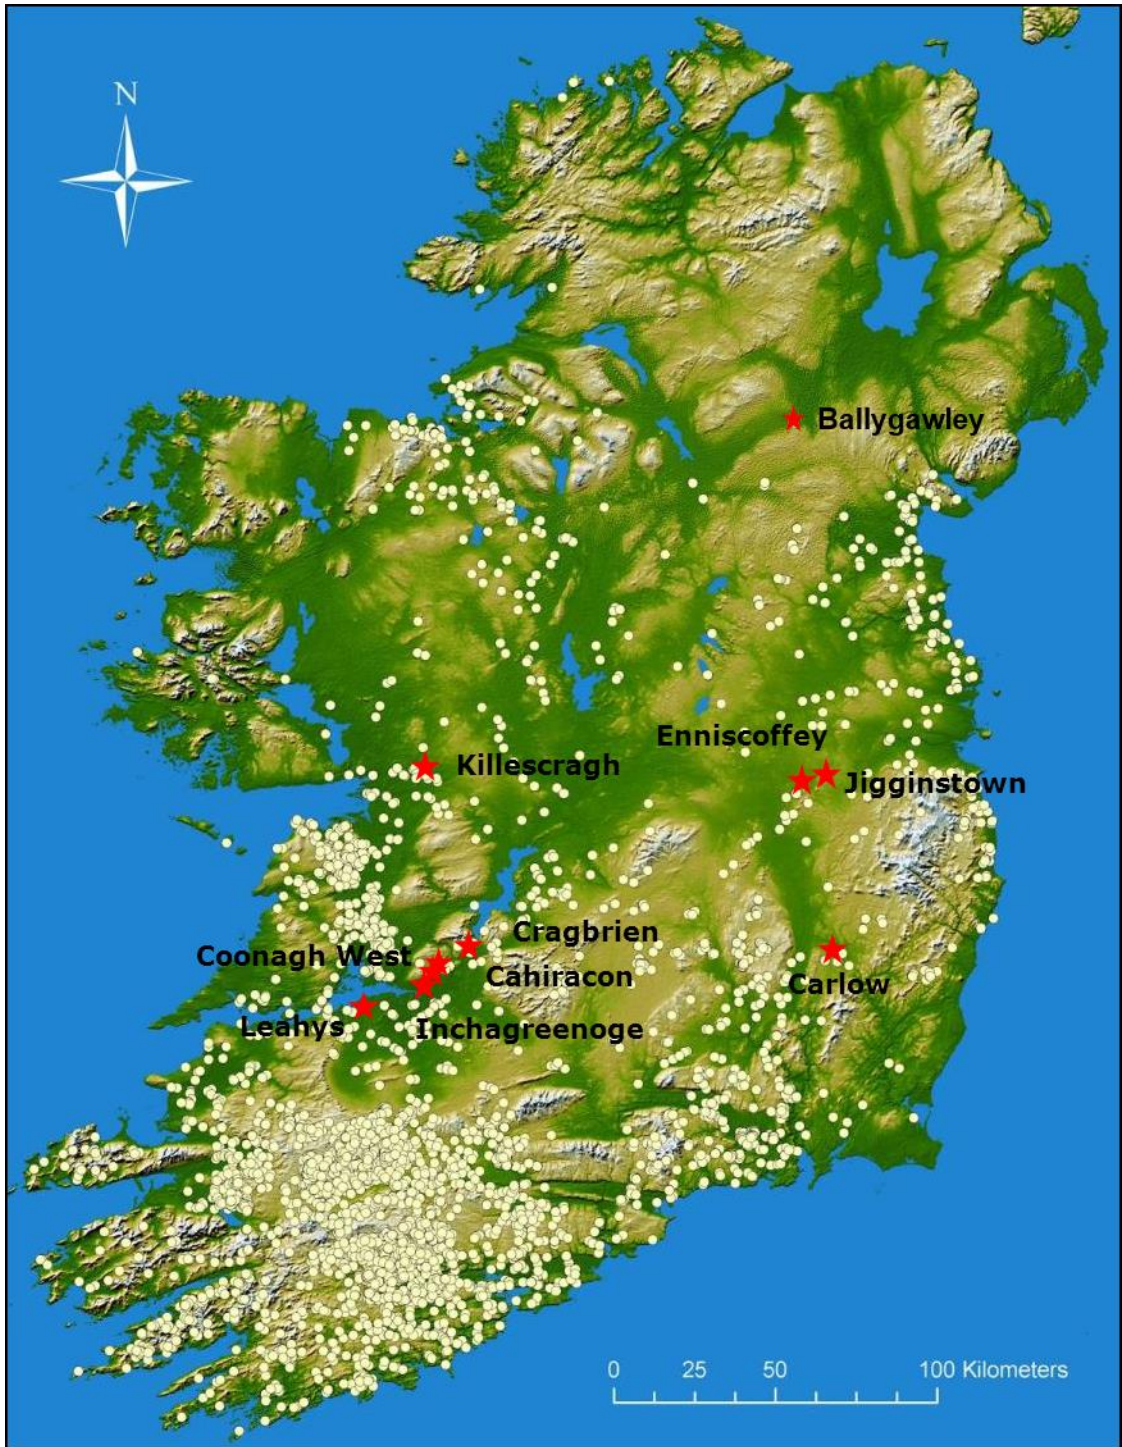 N
Ballygawley
Enniscoffey
Killescragh
Jigginstown
Cragbrien
Coonagh West
Cahiracon
Carlow
Leahys
Inchagreenoge
0 25 50 100 Kilometers